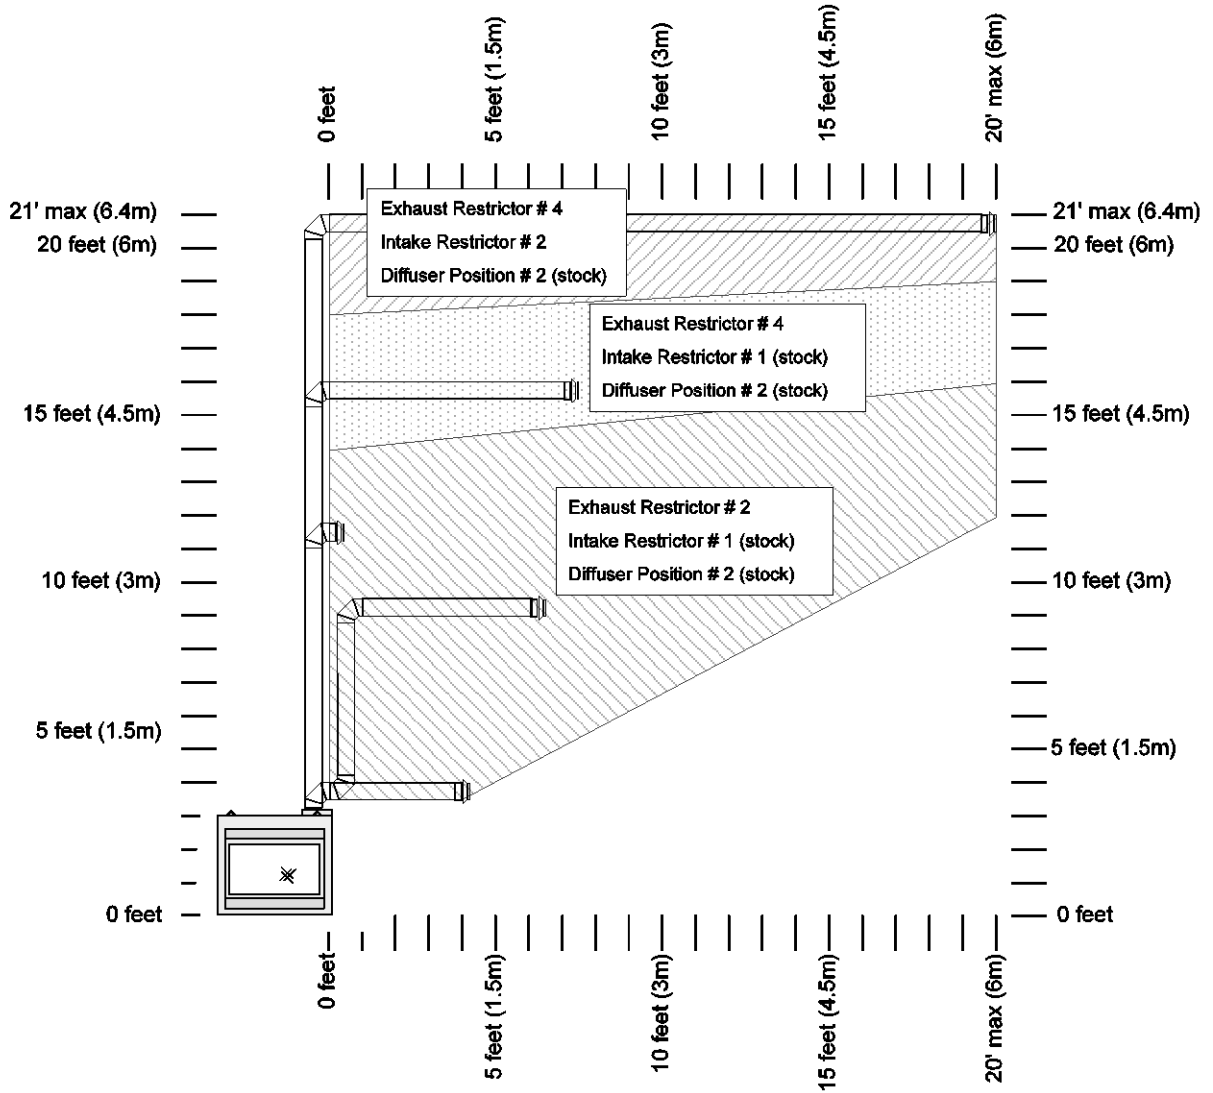 0 feet
5 feet (1.5m)
10 feet (3m)
15 feet (4.5m)
20' max (6m)
21' max (6.4m)
20 feet (6m)
15 feet (4.5m)
10 feet (3m)
5 feet (1.5m)
0 feet
Exhaust Restrictor # 4
Intake Restrictor # 2
Diffuser Position # 2 (stock)
Exhaust Restrictor # 4
Intake Restrictor # 1 (stock)
Diffuser Position # 2 (stock)
Exhaust Restrictor # 2
Intake Restrictor # 1 (stock)
Diffuser Position # 2 (stock)
21' max (6.4m)
20 feet (6m)
15 feet (4.5m)
10 feet (3m)
5 feet (1.5m)
0 feet
0 feet
5 feet (1.5m)
10 feet (3m)
15 feet (4.5m)
20' max (6m)